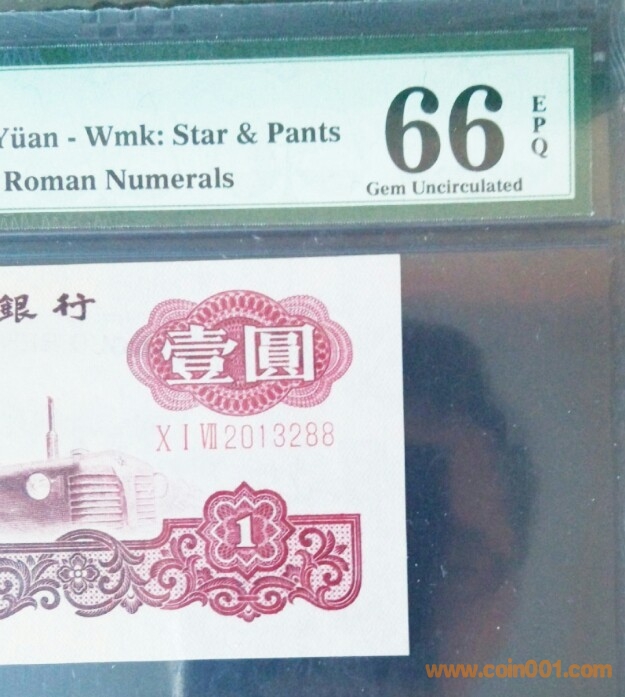 Yüan - Wmk: Star & Pants
Roman Numerals
66
EPQ
Gem Uncirculated
銀行
壹圓
X I VII 2013288
1
www.coin001.com